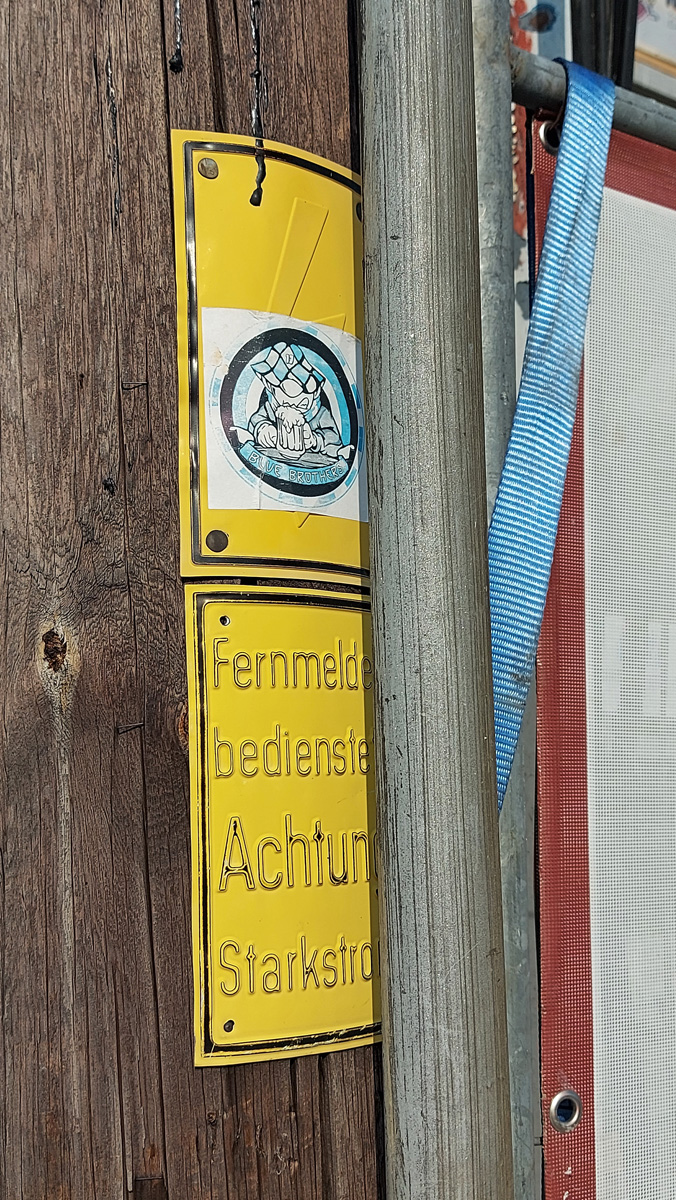 BLUE BROTHERS
Fernmelde
bedienste
Achtun
Starkstro